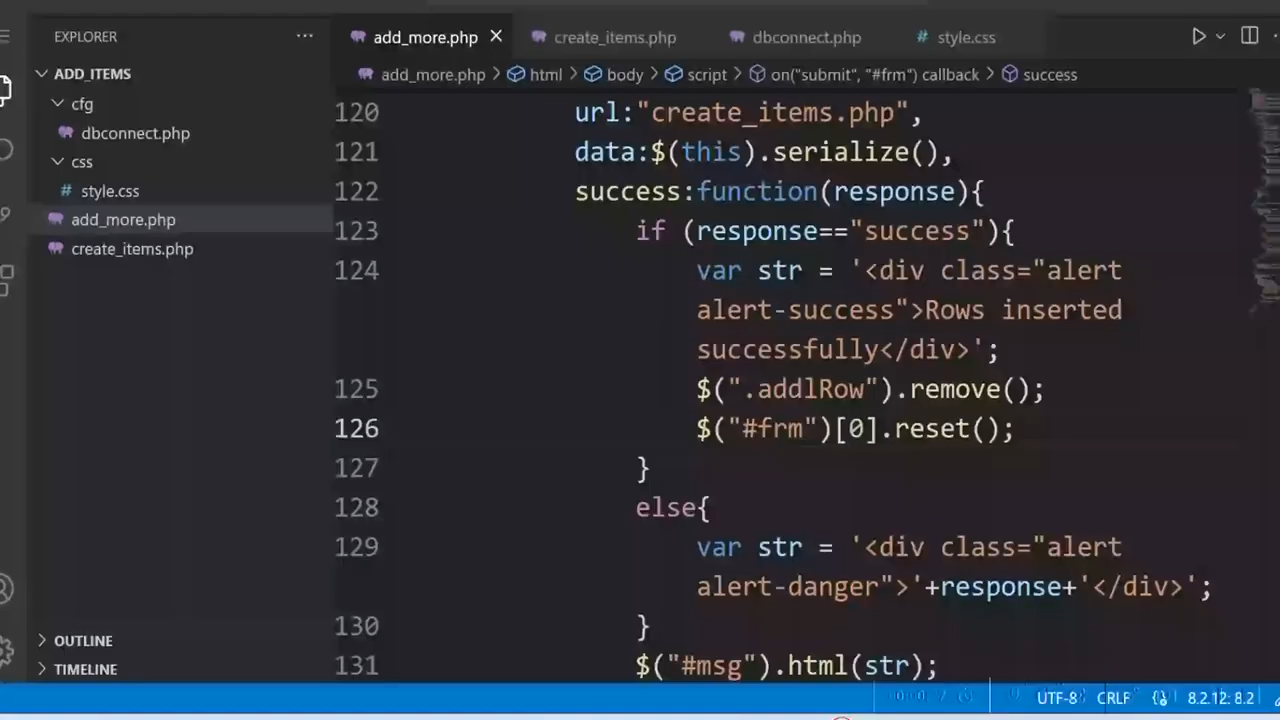 EXPLORER ...
ADD_ITEMS
cfg
dbconnect.php
css
# style.css
add_more.php
create_items.php
OUTLINE
TIMELINE
add_more.php
create_items.php
dbconnect.php
# style.css
add_more.php > html > body > script > on("submit", "#frm") callback > success
120 url:"create_items.php",
121 data:$(this).serialize(),
122 success:function(response){
123 if (response=="success"){
124 var str = '<div class="alert
alert-success">Rows inserted
successfully</div>';
125 $(".addlRow").remove();
126 $("#frm")[0].reset();
127 }
128 else{
129 var str = '<div class="alert
alert-danger">'+response+'</div>';
130 }
131 $("#msg").html(str);
UTF-8 CRLF 8.2.12: 8.2